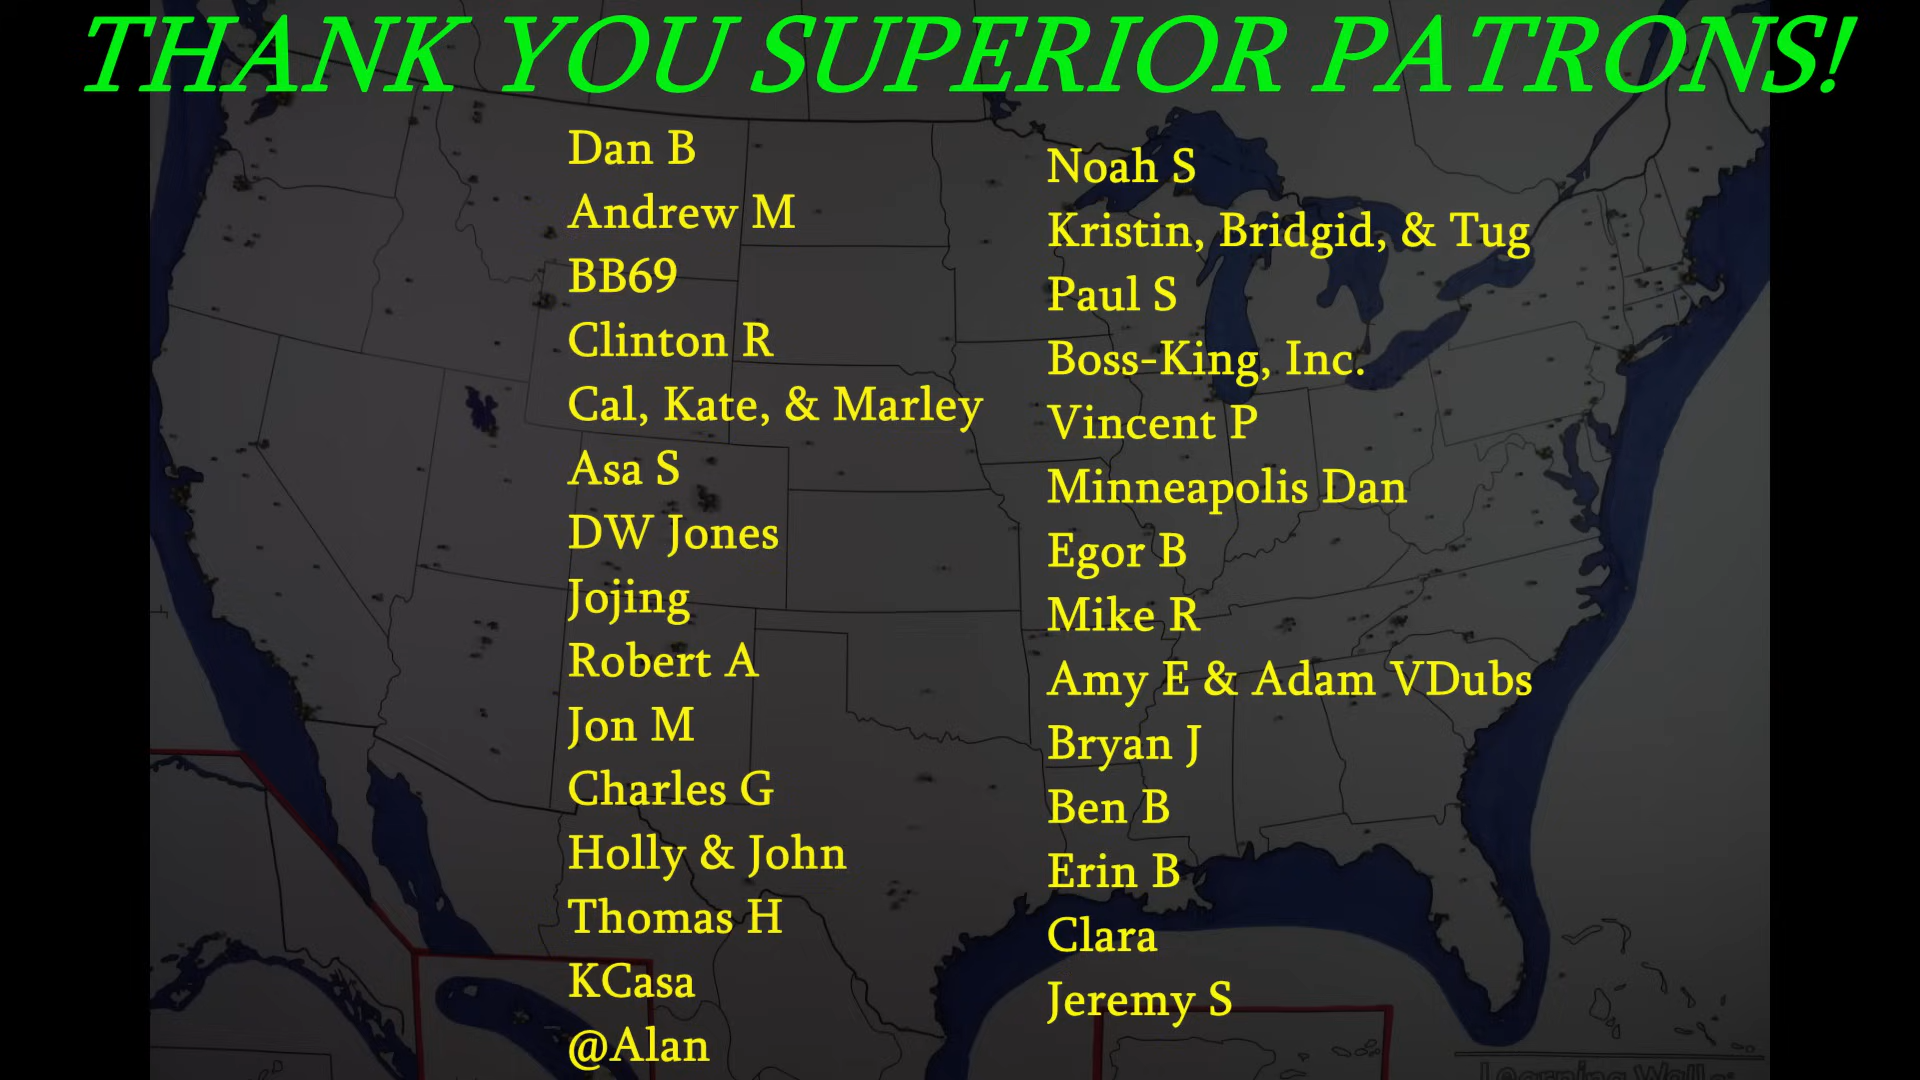 THANK YOU SUPERIOR PATRONS!
Dan B
Andrew M
BB69
Clinton R
Cal, Kate, & Marley
Asa S
DW Jones
Jojing
Robert A
Jon M
Charles G
Holly & John
Thomas H
KCasa
@Alan
Noah S
Kristin, Bridgid, & Tug
Paul S
Boss-King, Inc.
Vincent P
Minneapolis Dan
Egor B
Mike R
Amy E & Adam VDubs
Bryan J
Ben B
Erin B
Clara
Jeremy S
Learning Walls